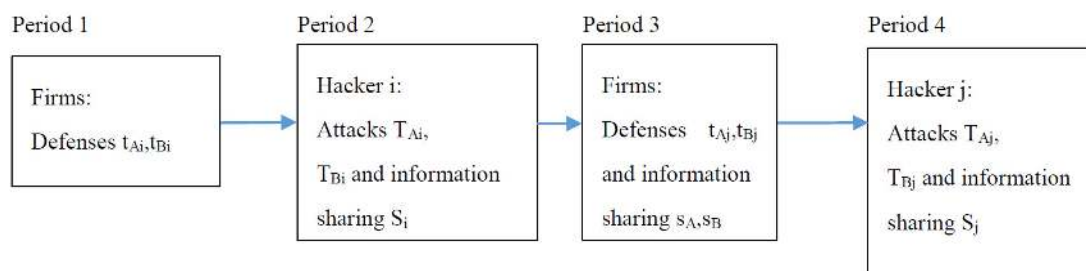 Period 1
Firms:
Defenses t_Ai,t_Bi
Period 2
Hacker i:
Attacks T_Ai,
T_Bi and information
sharing S_i
Period 3
Firms:
Defenses t_Aj,t_Bj
and information
sharing s_A,s_B
Period 4
Hacker j:
Attacks T_Aj,
T_Bj and information
sharing S_j